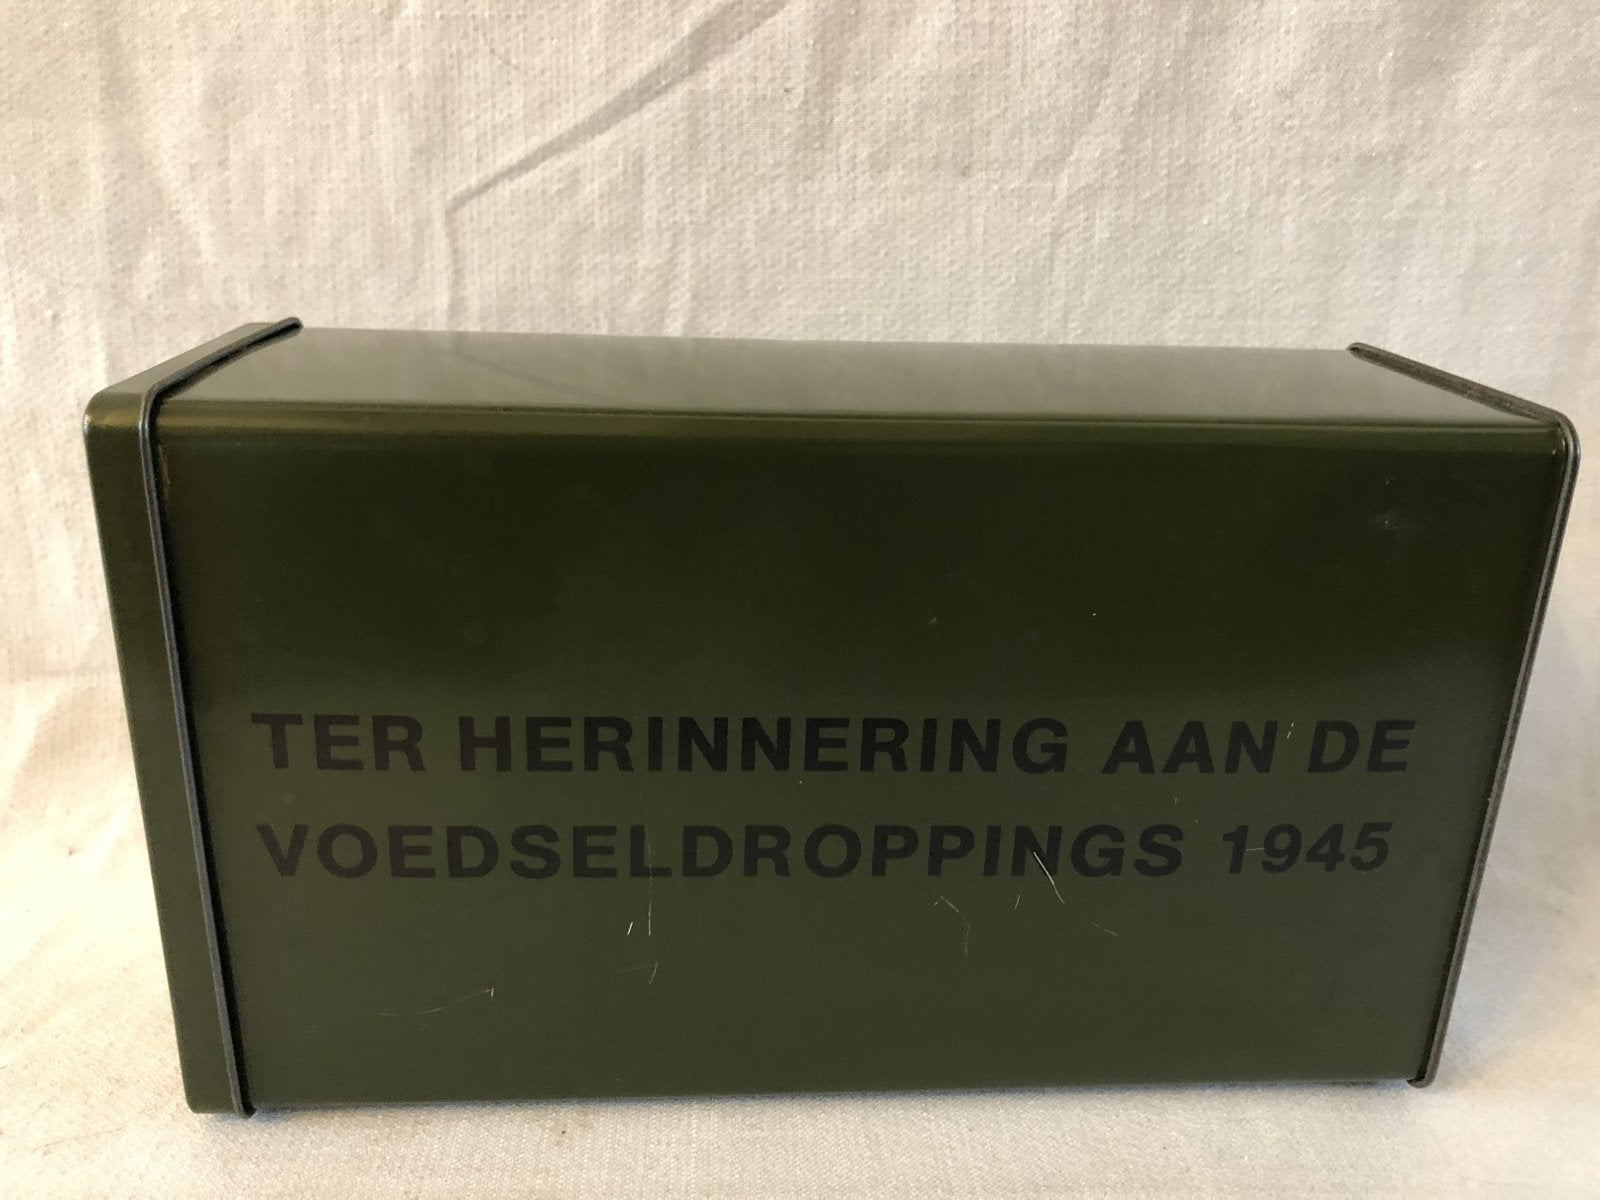 TER HERINNERING AAN DE
VOEDSELDROPPINGS 1945